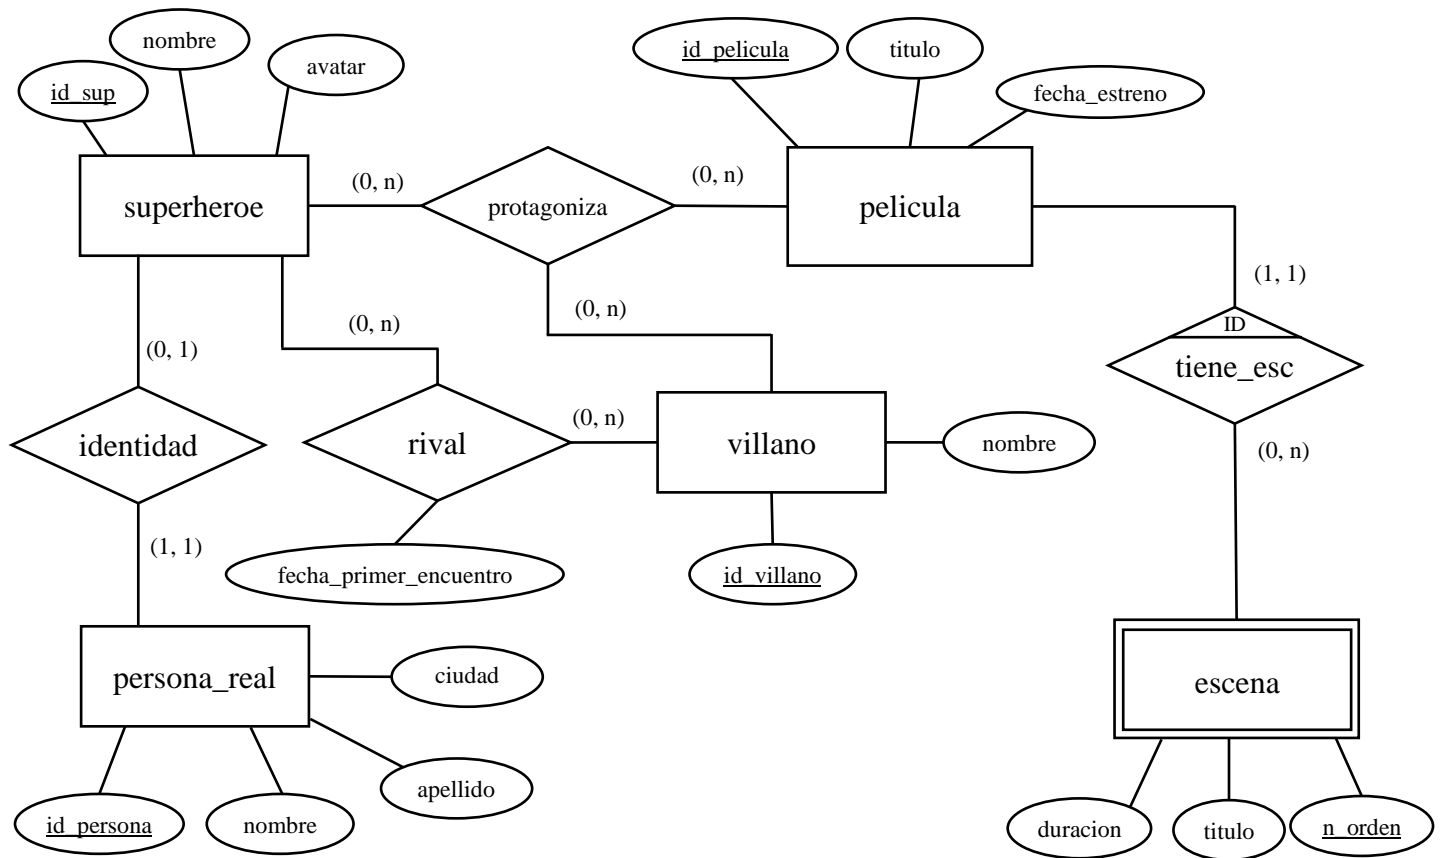 nombre
id_pelicula
titulo
avatar
id_sup
fecha_estreno
(0, n)
(0, n)
superheroe
protagoniza
pelicula
(1, 1)
(0, n)
(0, n)
ID
(0, 1)
tiene_esc
(0, n)
identidad
rival
villano
nombre
(0, n)
(1, 1)
fecha_primer_encuentro
id_villano
persona_real
ciudad
escena
apellido
id_persona
nombre
duracion
titulo
n_orden